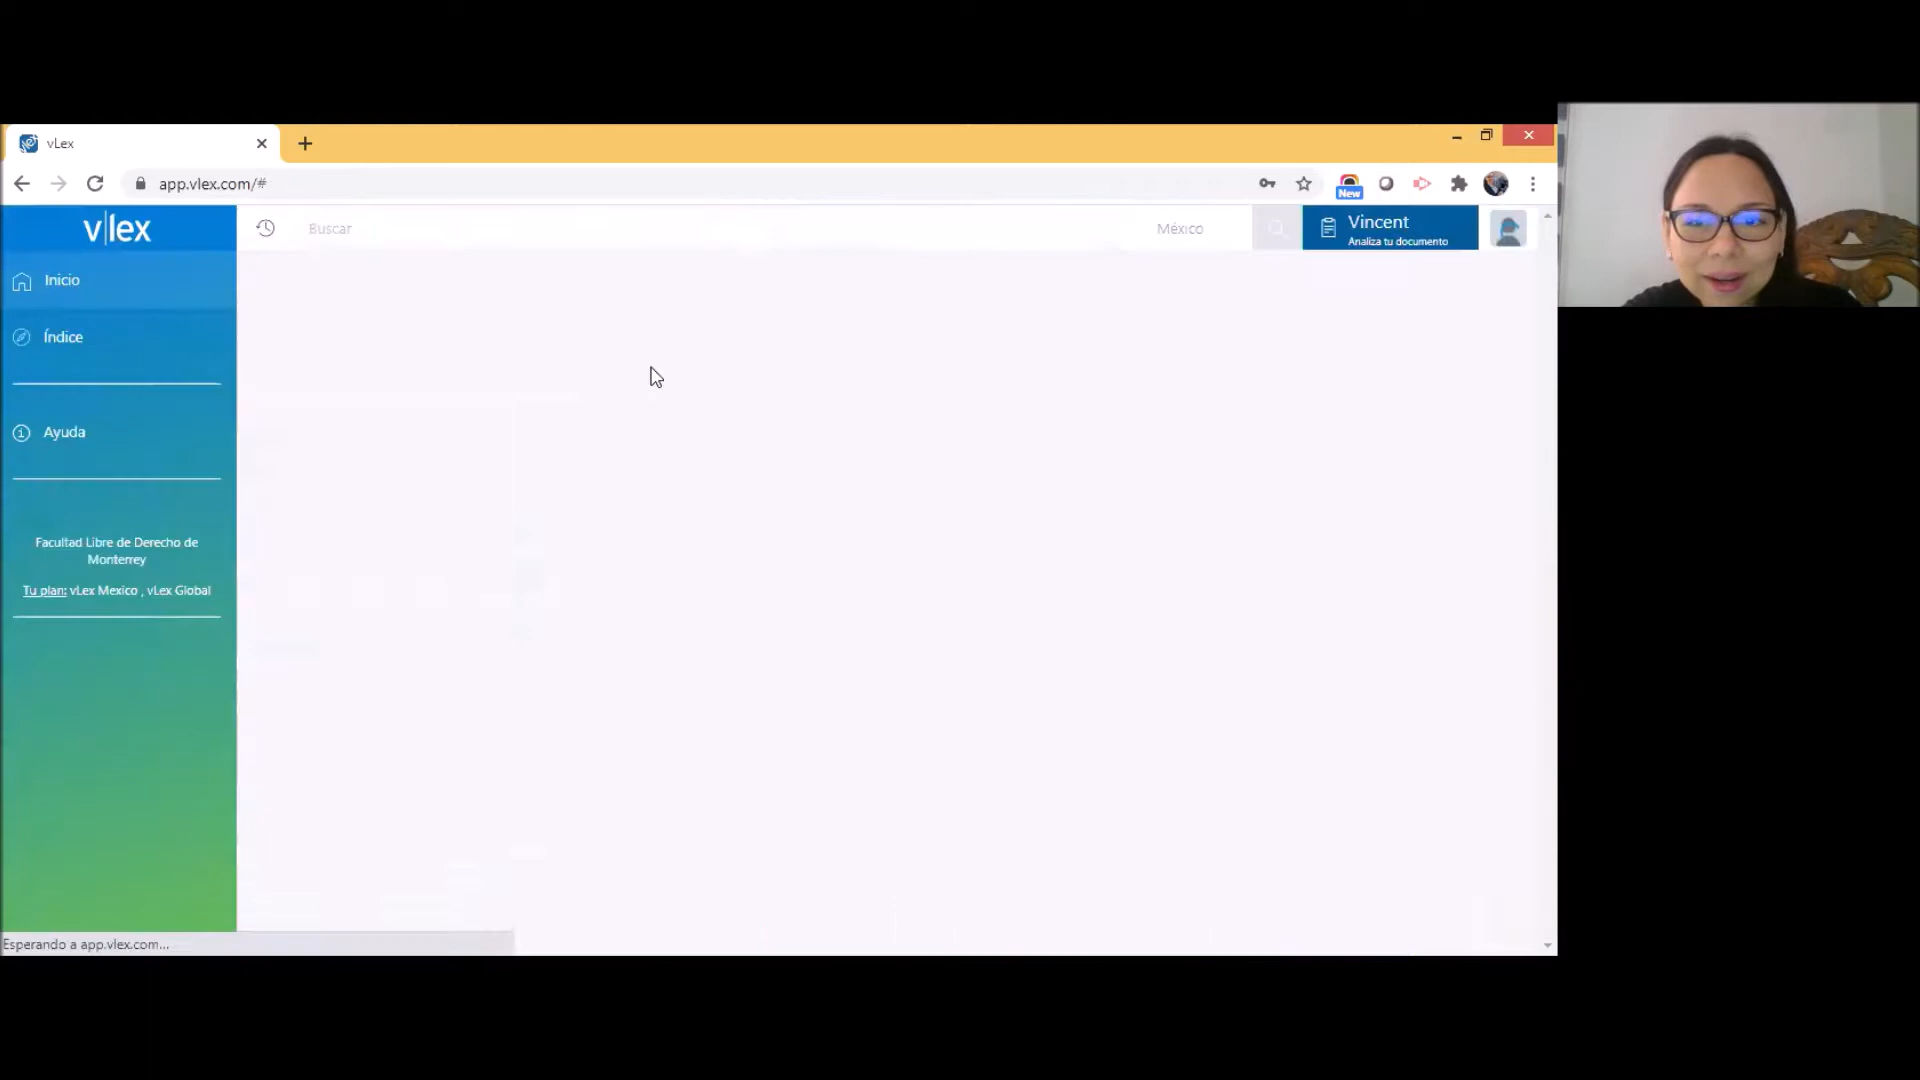 vLex
app.vlex.com/#
New
v|lex
Buscar
México
Vincent
Analiza tu documento
Inicio
Índice
Ayuda
Facultad Libre de Derecho de
Monterrey
Tu plan: vLex Mexico , vLex Global
Esperando a app.vlex.com...